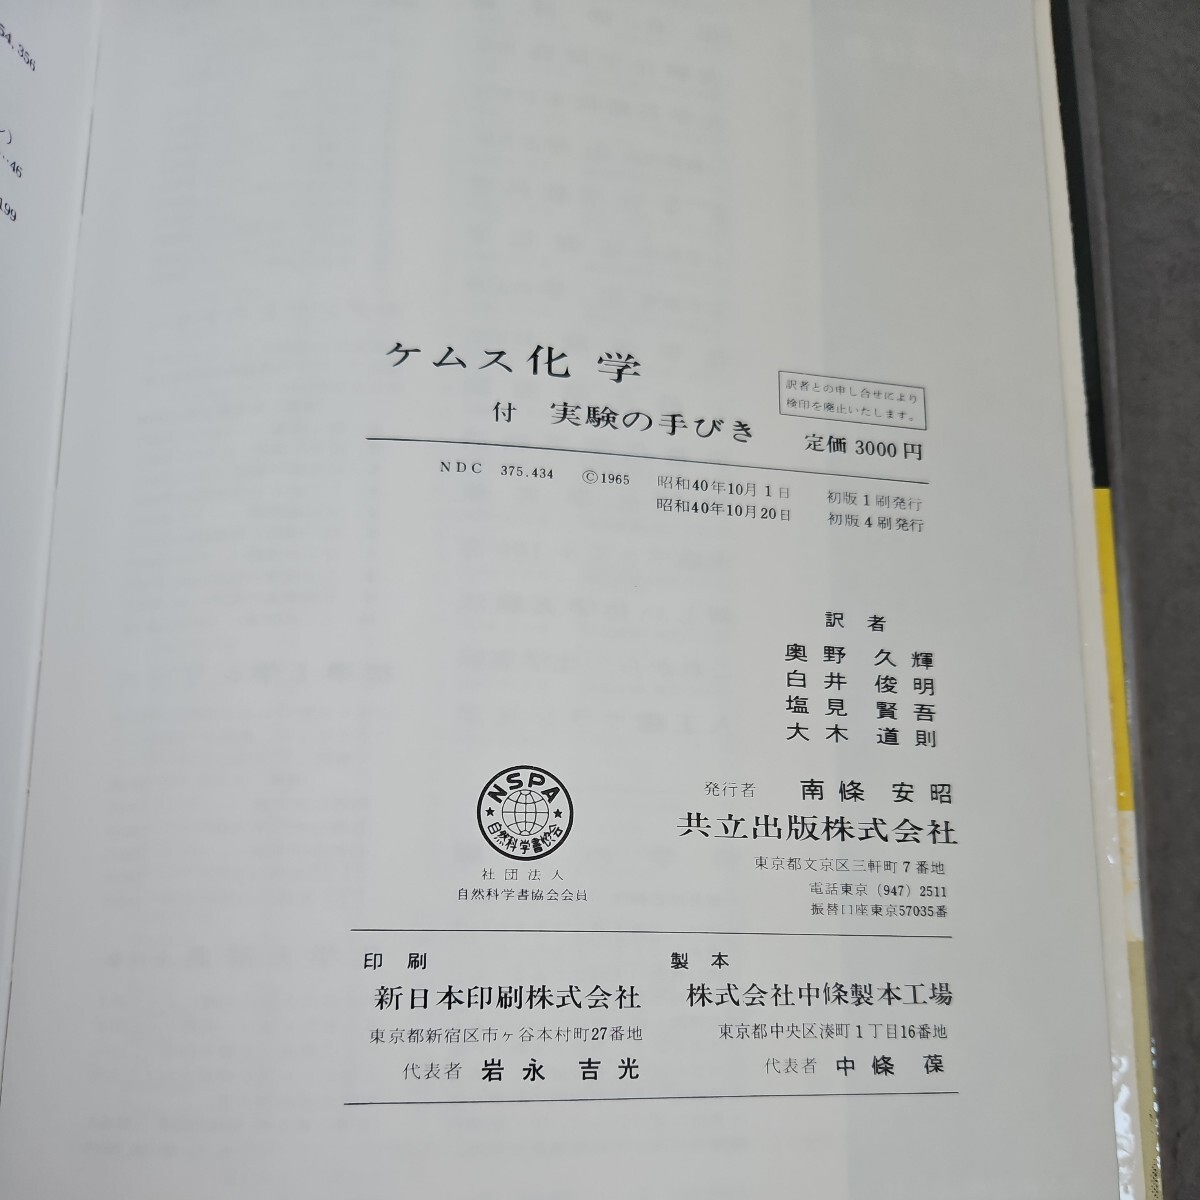 54, 356
…46
199
ケムス化学
付 実験の手びき
訳者との申し合せにより
検印を廃止いたします。
定価 3000 円
NDC 375.434 ©1965 昭和40年10月1日 初版1刷発行
昭和40年10月20日 初版4刷発行
訳者
奥野久輝
白井俊明
塩見賢吾
大木道則
発行者 南條安昭
共立出版株式会社
東京都文京区三軒町7番地
電話東京 (947) 2511
振替口座東京57035番
NSPA
自然科学書協会
社団法人
自然科学書協会会員
印刷
新日本印刷株式会社
東京都新宿区市ヶ谷本村町27番地
代表者 岩永吉光
製本
株式会社中條製本工場
東京都中央区湊町1丁目16番地
代表者 中條葆